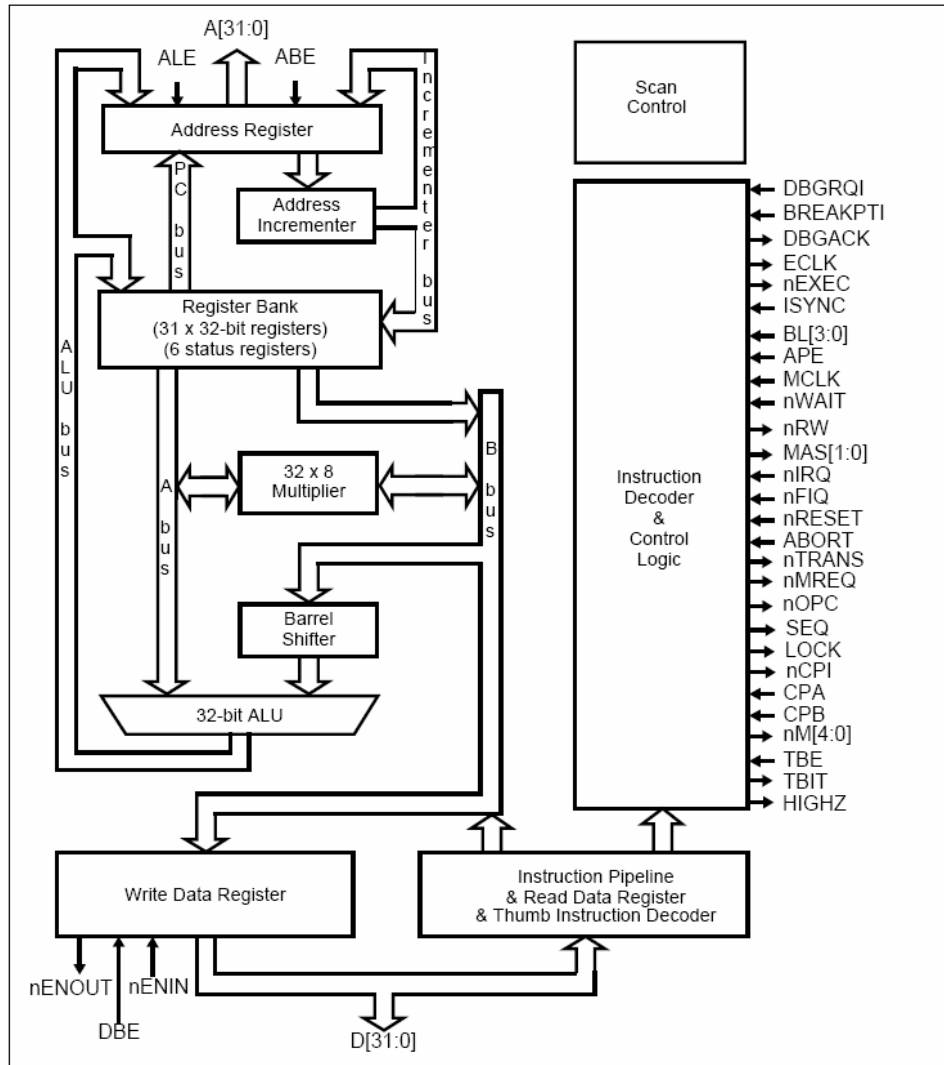 A[31:0]
ALE
ABE
Address Register
Scan
Control
PC bus
Incrementer bus
Address
Incrementer
Register Bank
(31 x 32-bit registers)
(6 status registers)
ALU bus
A bus
B bus
32 x 8
Multiplier
Barrel
Shifter
32-bit ALU
Instruction
Decoder
&
Control
Logic
DBGRQI
BREAKPTI
DBGACK
ECLK
nEXEC
ISYNC
BL[3:0]
APE
MCLK
nWAIT
nRW
MAS[1:0]
nIRQ
nFIQ
nRESET
ABORT
nTRANS
nMREQ
nOPC
SEQ
LOCK
nCPI
CPA
CPB
nM[4:0]
TBE
TBIT
HIGHZ
Write Data Register
Instruction Pipeline
& Read Data Register
& Thumb Instruction Decoder
nENOUT
nENIN
DBE
D[31:0]